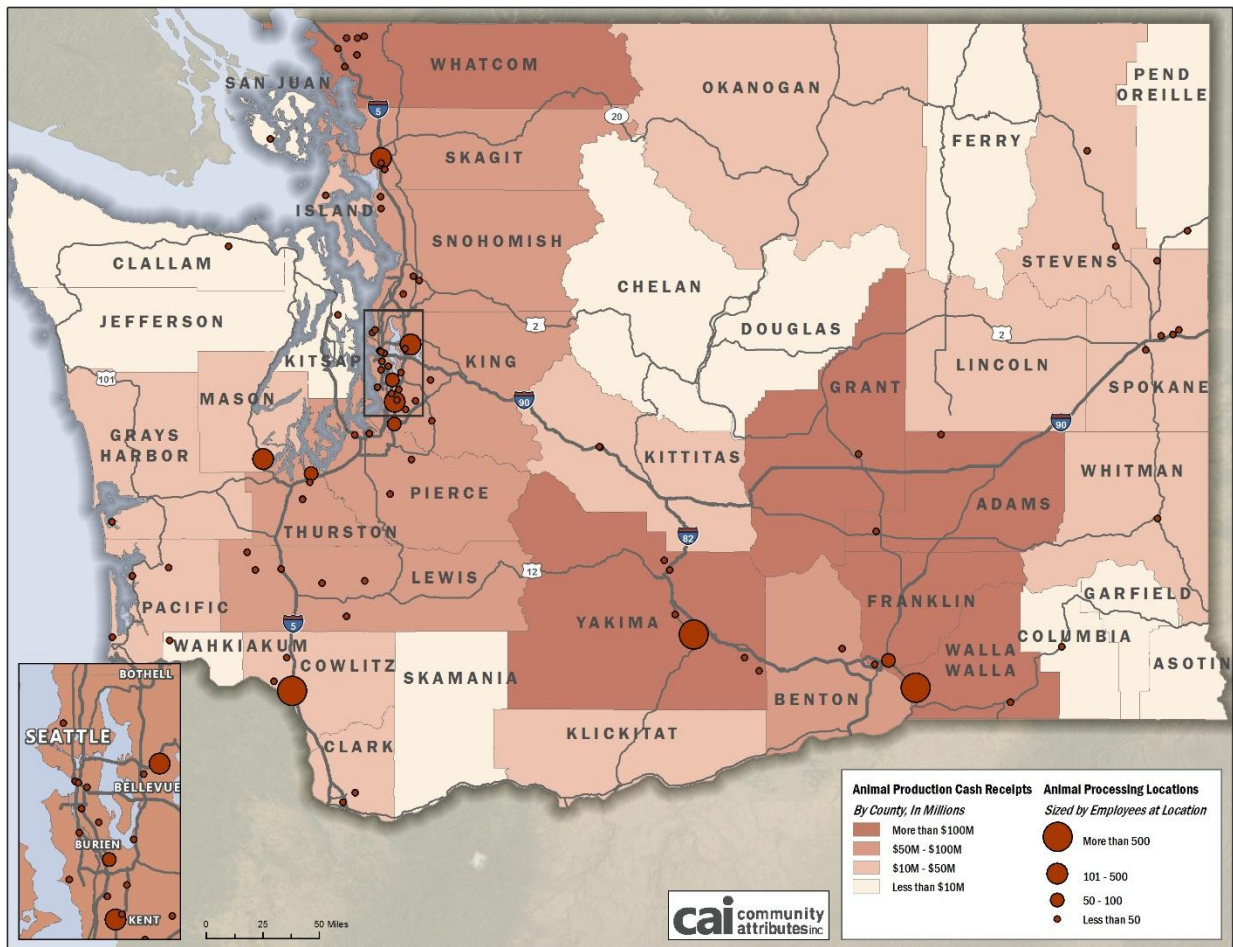 WHATCOM
SAN JUAN
OKANOGAN
PEND
OREILLE
5
20
FERRY
SKAGIT
ISLAND
SNOHOMISH
CLALLAM
STEVENS
CHELAN
JEFFERSON
DOUGLAS
2
2
KITSAP
KING
LINCOLN
GRANT
101
SPOKANE
MASON
90
90
GRAYS
HARBOR
KITTITAS
WHITMAN
PIERCE
ADAMS
THURSTON
82
LEWIS
12
PACIFIC
FRANKLIN
GARFIELD
YAKIMA
5
COLUMBIA
WAHKIAKUM
WALLA
WALLA
COWLITZ
ASOTIN
SKAMANIA
BENTON
KLICKITAT
CLARK
BOTHELL
SEATTLE
BELLEVUE
BURIEN
KENT
0 25 50 Miles
cai community
attributes inc
Animal Production Cash Receipts
By County, In Millions
More than $100M
$50M - $100M
$10M - $50M
Less than $10M
Animal Processing Locations
Sized by Employees at Location
More than 500
101 - 500
50 - 100
Less than 50